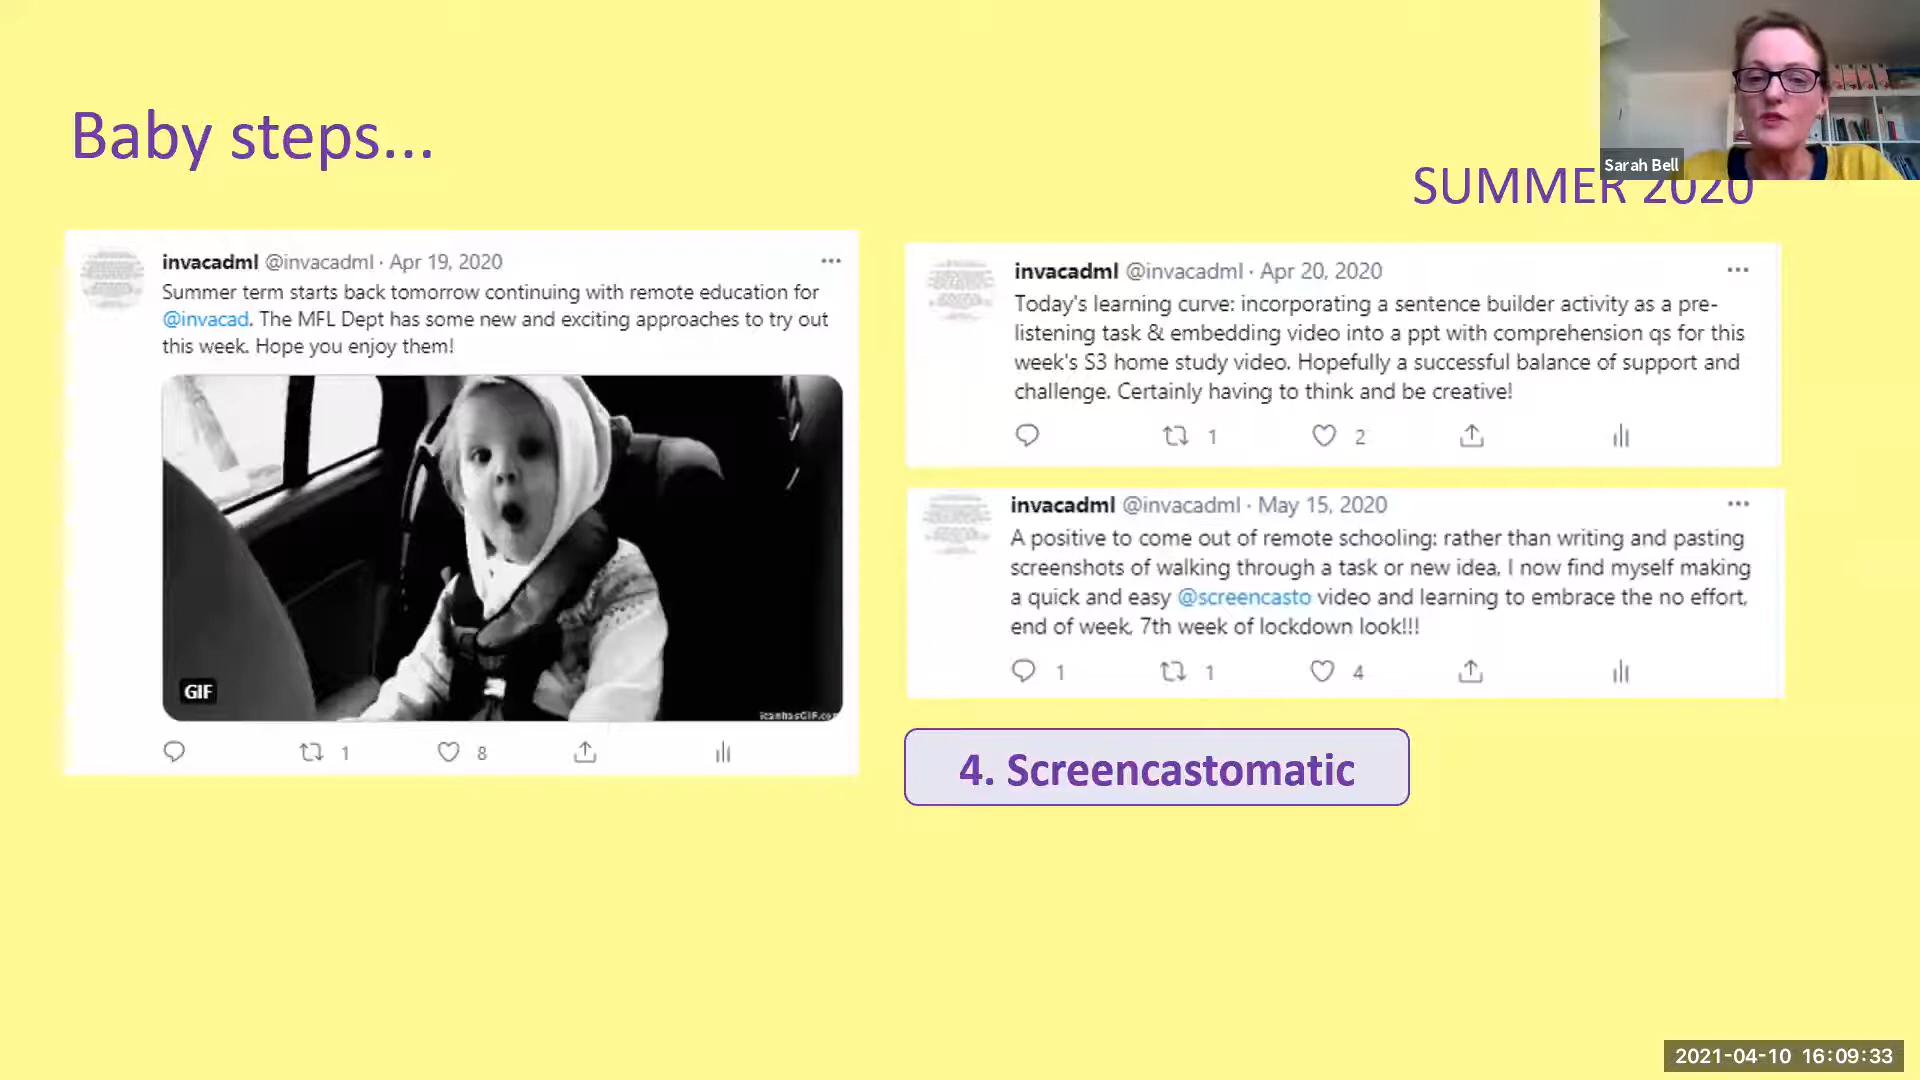 Baby steps...
SUMMER 2020
Sarah Bell
invacadml @invacadml · Apr 19, 2020
Summer term starts back tomorrow continuing with remote education for
@invacad. The MFL Dept has some new and exciting approaches to try out
this week. Hope you enjoy them!
GIF
icanhasGIF.com
1 8
invacadml @invacadml · Apr 20, 2020
Today's learning curve: incorporating a sentence builder activity as a pre-
listening task & embedding video into a ppt with comprehension qs for this
week's S3 home study video. Hopefully a successful balance of support and
challenge. Certainly having to think and be creative!
1 2
invacadml @invacadml · May 15, 2020
A positive to come out of remote schooling: rather than writing and pasting
screenshots of walking through a task or new idea, I now find myself making
a quick and easy @screencasto video and learning to embrace the no effort,
end of week, 7th week of lockdown look!!!
1 1 4
4. Screencastomatic
2021-04-10 16:09:33